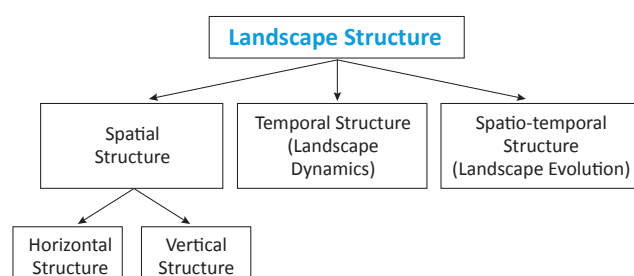 Landscape Structure
Spatial
Structure
Temporal Structure
(Landscape
Dynamics)
Spatio-temporal
Structure
(Landscape Evolution)
Horizontal
Structure
Vertical
Structure